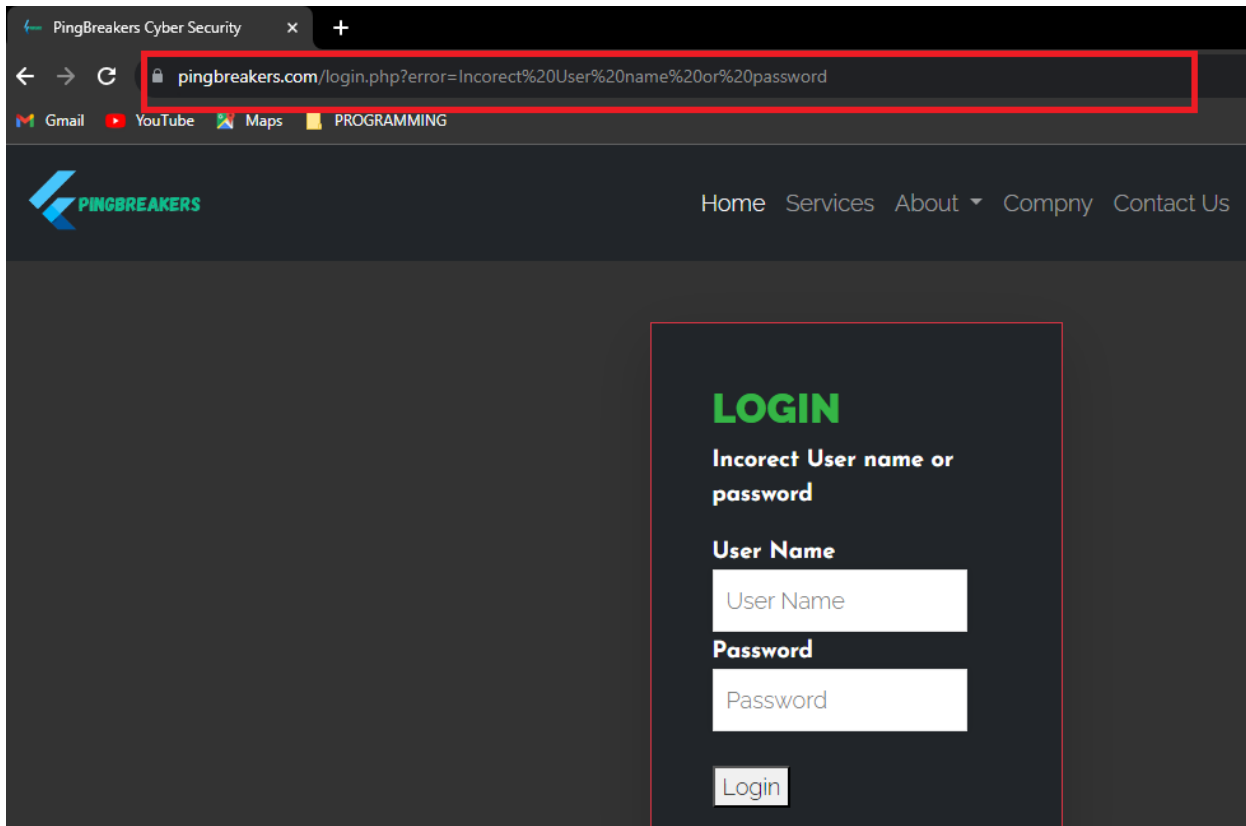 PingBreakers Cyber Security
pingbreakers.com/login.php?error=Incorect%20User%20name%20or%20password
Gmail YouTube Maps PROGRAMMING
PINGBREAKERS Home Services About Compny Contact Us
LOGIN
Incorect User name or
password
User Name
User Name
Password
Password
Login